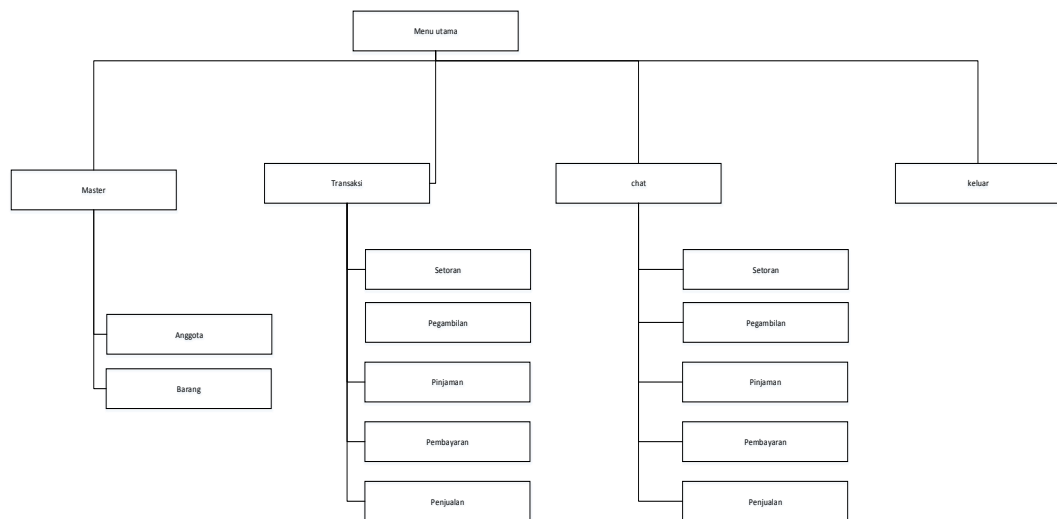 Menu utama
Master
Transaksi
chat
keluar
Setoran
Setoran
Pegambilan
Pegambilan
Anggota
Pinjaman
Pinjaman
Barang
Pembayaran
Pembayaran
Penjualan
Penjualan